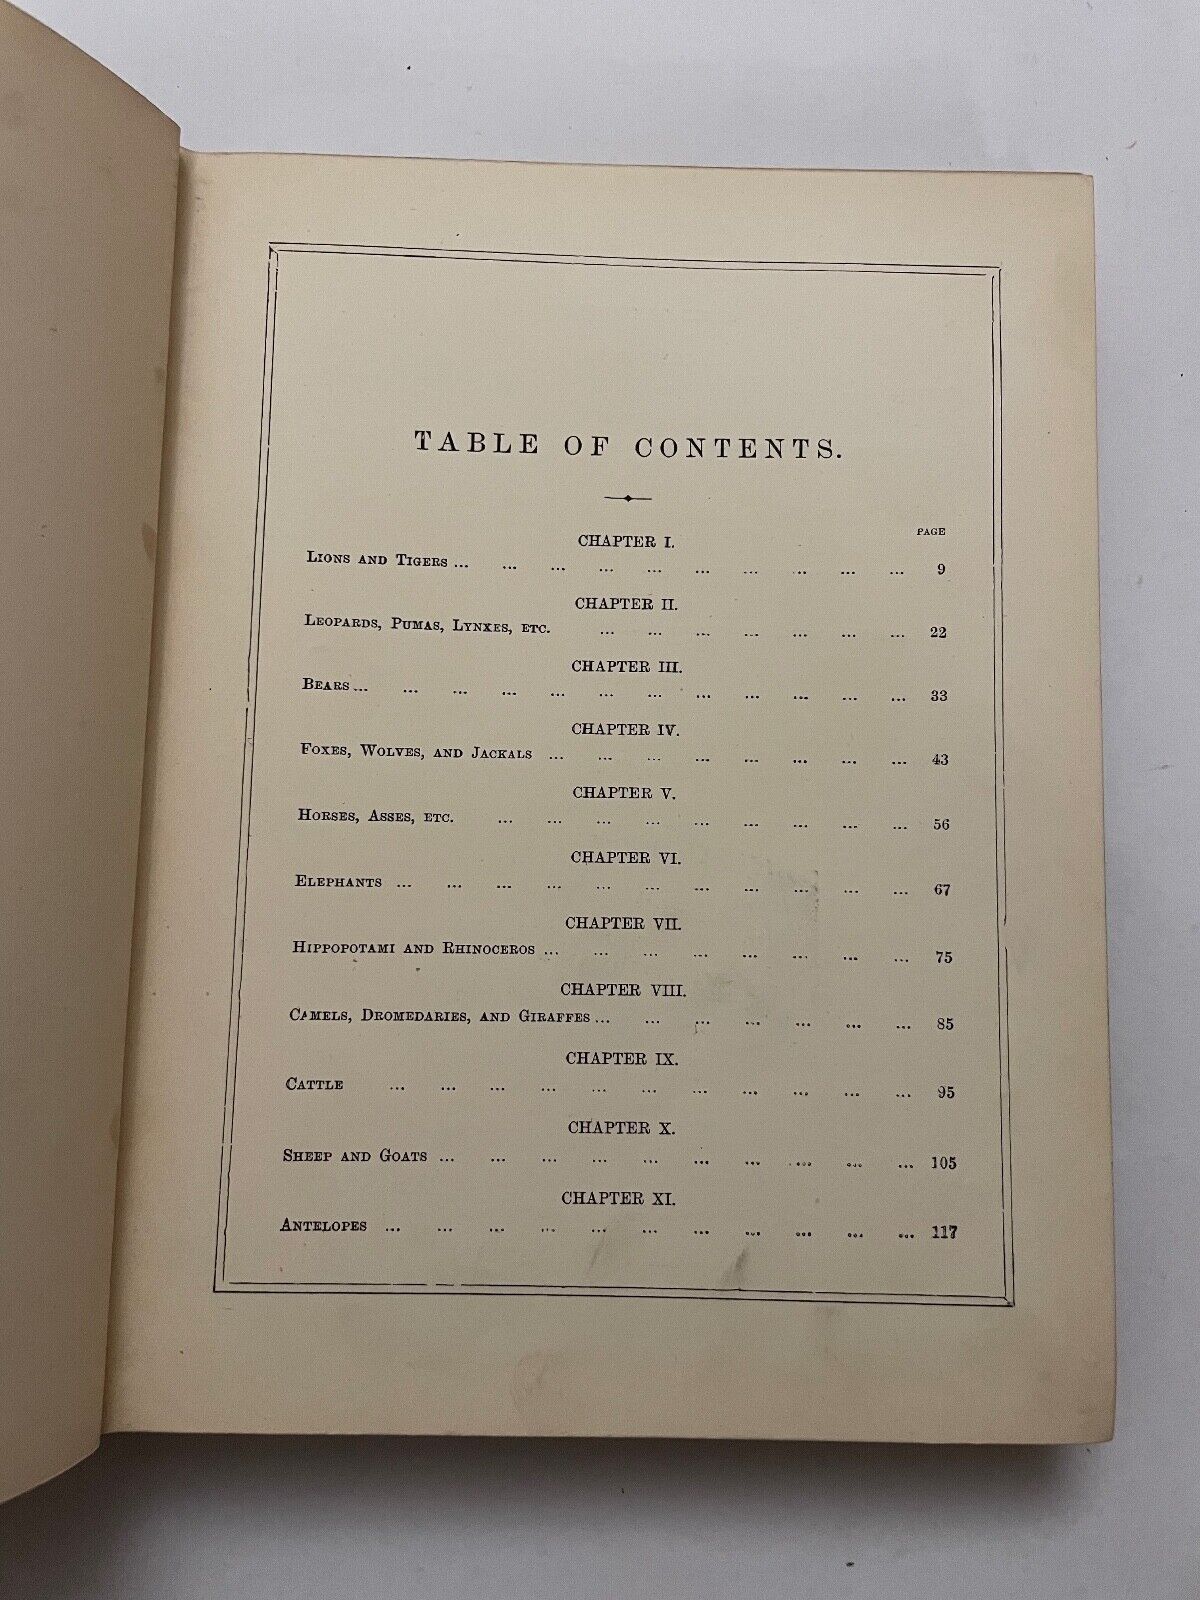 TABLE OF CONTENTS.
PAGE
CHAPTER I.
LIONS AND TIGERS ... ... ... ... ... ... ... ... ... ... 9
CHAPTER II.
LEOPARDS, PUMAS, LYNXES, ETC. ... ... ... ... ... ... ... 22
CHAPTER III.
BEARS ... ... ... ... ... ... ... ... ... ... ... ... 33
CHAPTER IV.
FOXES, WOLVES, AND JACKALS ... ... ... ... ... ... ... ... 43
CHAPTER V.
HORSES, ASSES, ETC. ... ... ... ... ... ... ... ... ... 56
CHAPTER VI.
ELEPHANTS ... ... ... ... ... ... ... ... ... ... ... 67
CHAPTER VII.
HIPPOPOTAMI AND RHINOCEROS ... ... ... ... ... ... ... ... 75
CHAPTER VIII.
CAMELS, DROMEDARIES, AND GIRAFFES ... ... ... ... ... ... ... 85
CHAPTER IX.
CATTLE ... ... ... ... ... ... ... ... ... ... ... 95
CHAPTER X.
SHEEP AND GOATS ... ... ... ... ... ... ... ... ... ... 105
CHAPTER XI.
ANTELOPES ... ... ... ... ... ... ... ... ... ... ... 117